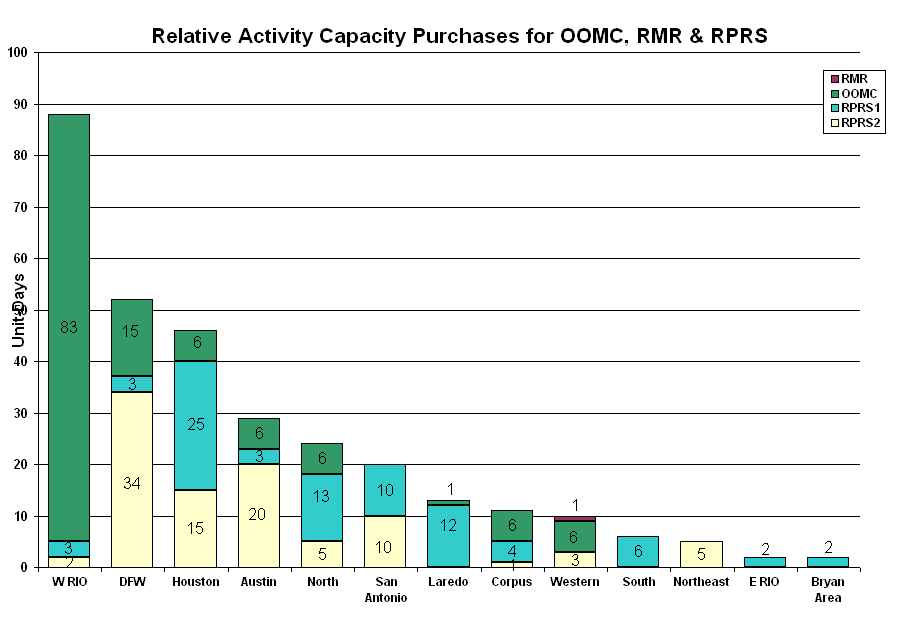 Relative Activity Capacity Purchases for OOMC, RMR & RPRS
100
90
80
70
60
50
40
30
20
10
0
Unit-Days
RMR
OOMC
RPRS1
RPRS2
83
3
2
15
3
34
6
25
15
6
3
20
6
13
5
10
10
1
12
6
4
1
1
6
3
6
5
2
2
W RIO
DFW
Houston
Austin
North
San
Antonio
Laredo
Corpus
Western
South
Northeast
E RIO
Bryan
Area